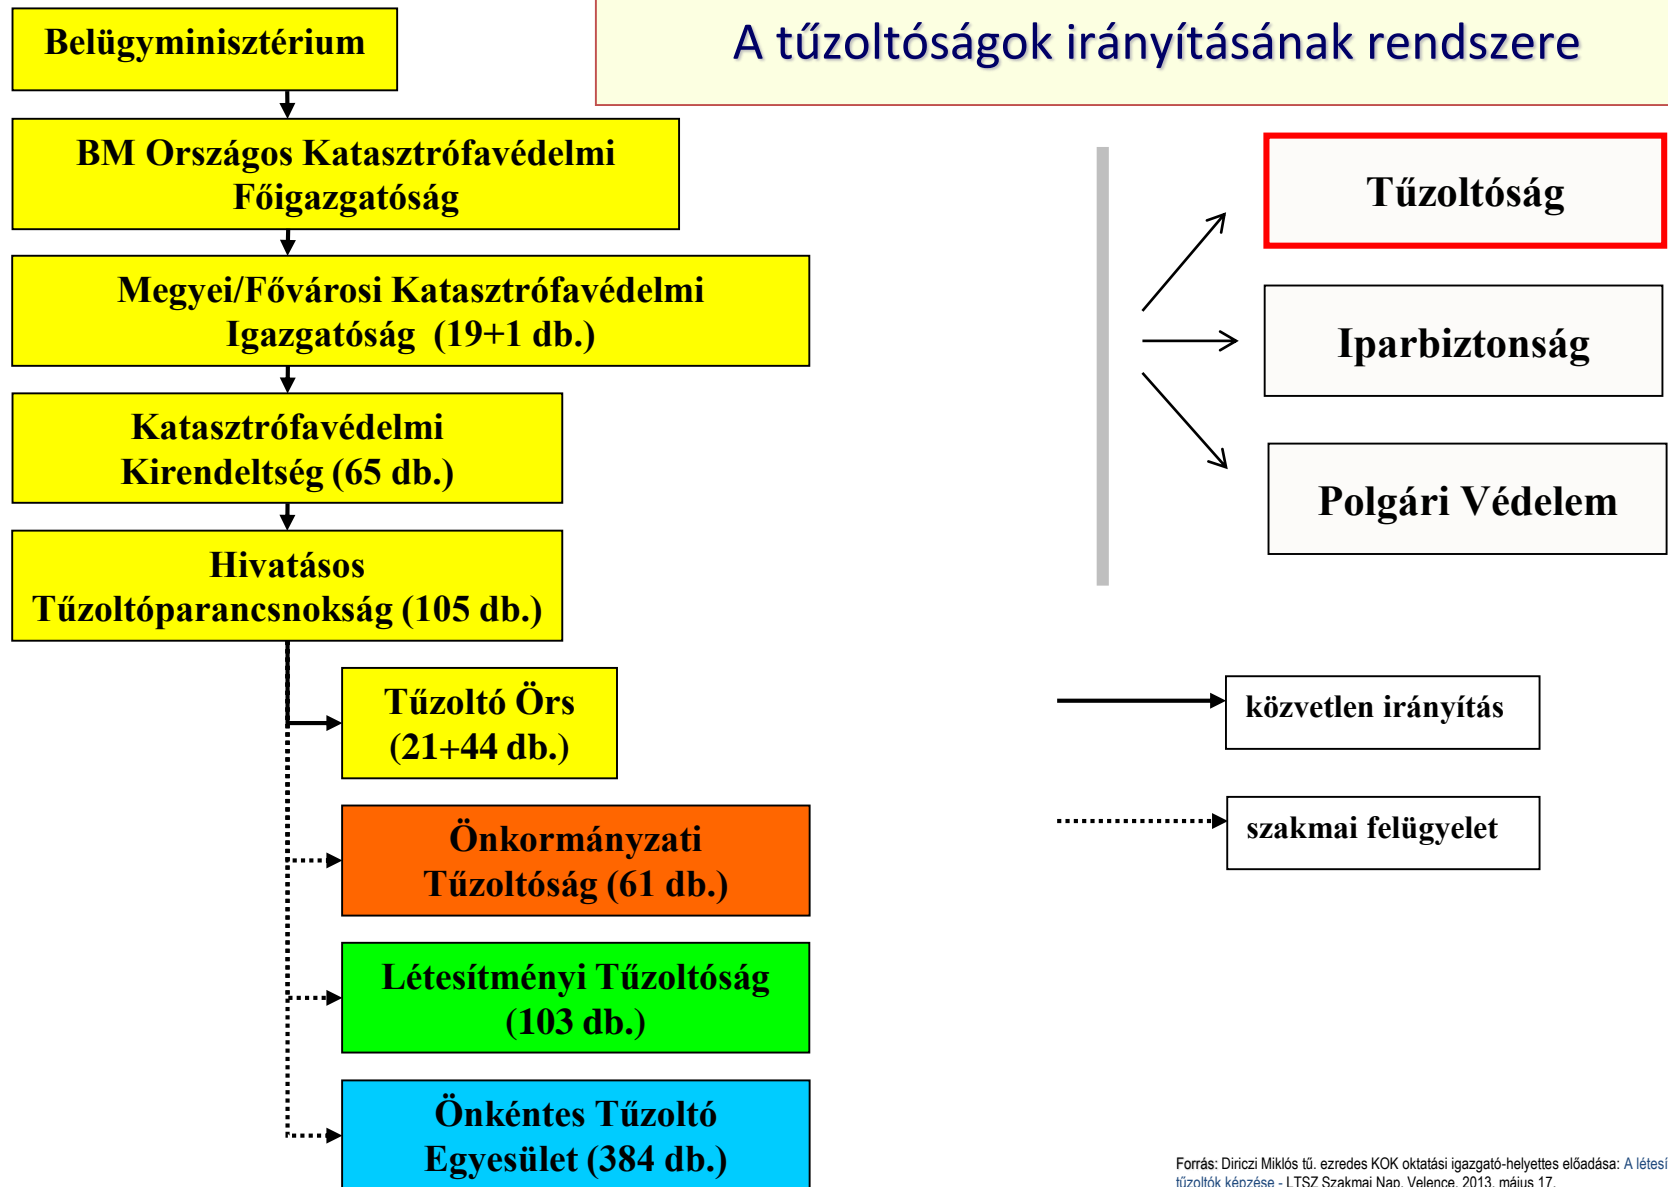 A tűzoltóságok irányításának rendszere
Belügyminisztérium
BM Országos Katasztrófavédelmi
Főigazgatóság
Megyei/Fővárosi Katasztrófavédelmi
Igazgatóság (19+1 db.)
Katasztrófavédelmi
Kirendeltség (65 db.)
Hivatásos
Tűzoltóparancsnokság (105 db.)
Tűzoltó Örs
(21+44 db.)
Önkormányzati
Tűzoltóság (61 db.)
Létesítményi Tűzoltóság
(103 db.)
Önkéntes Tűzoltó
Egyesület (384 db.)
Tűzoltóság
Iparbiztonság
Polgári Védelem
közvetlen irányítás
szakmai felügyelet
Forrás: Diriczi Miklós tű. ezredes KOK oktatási igazgató-helyettes előadása: A létesí
tűzoltók képzése - LTSZ Szakmai Nap, Velence, 2013. május 17.